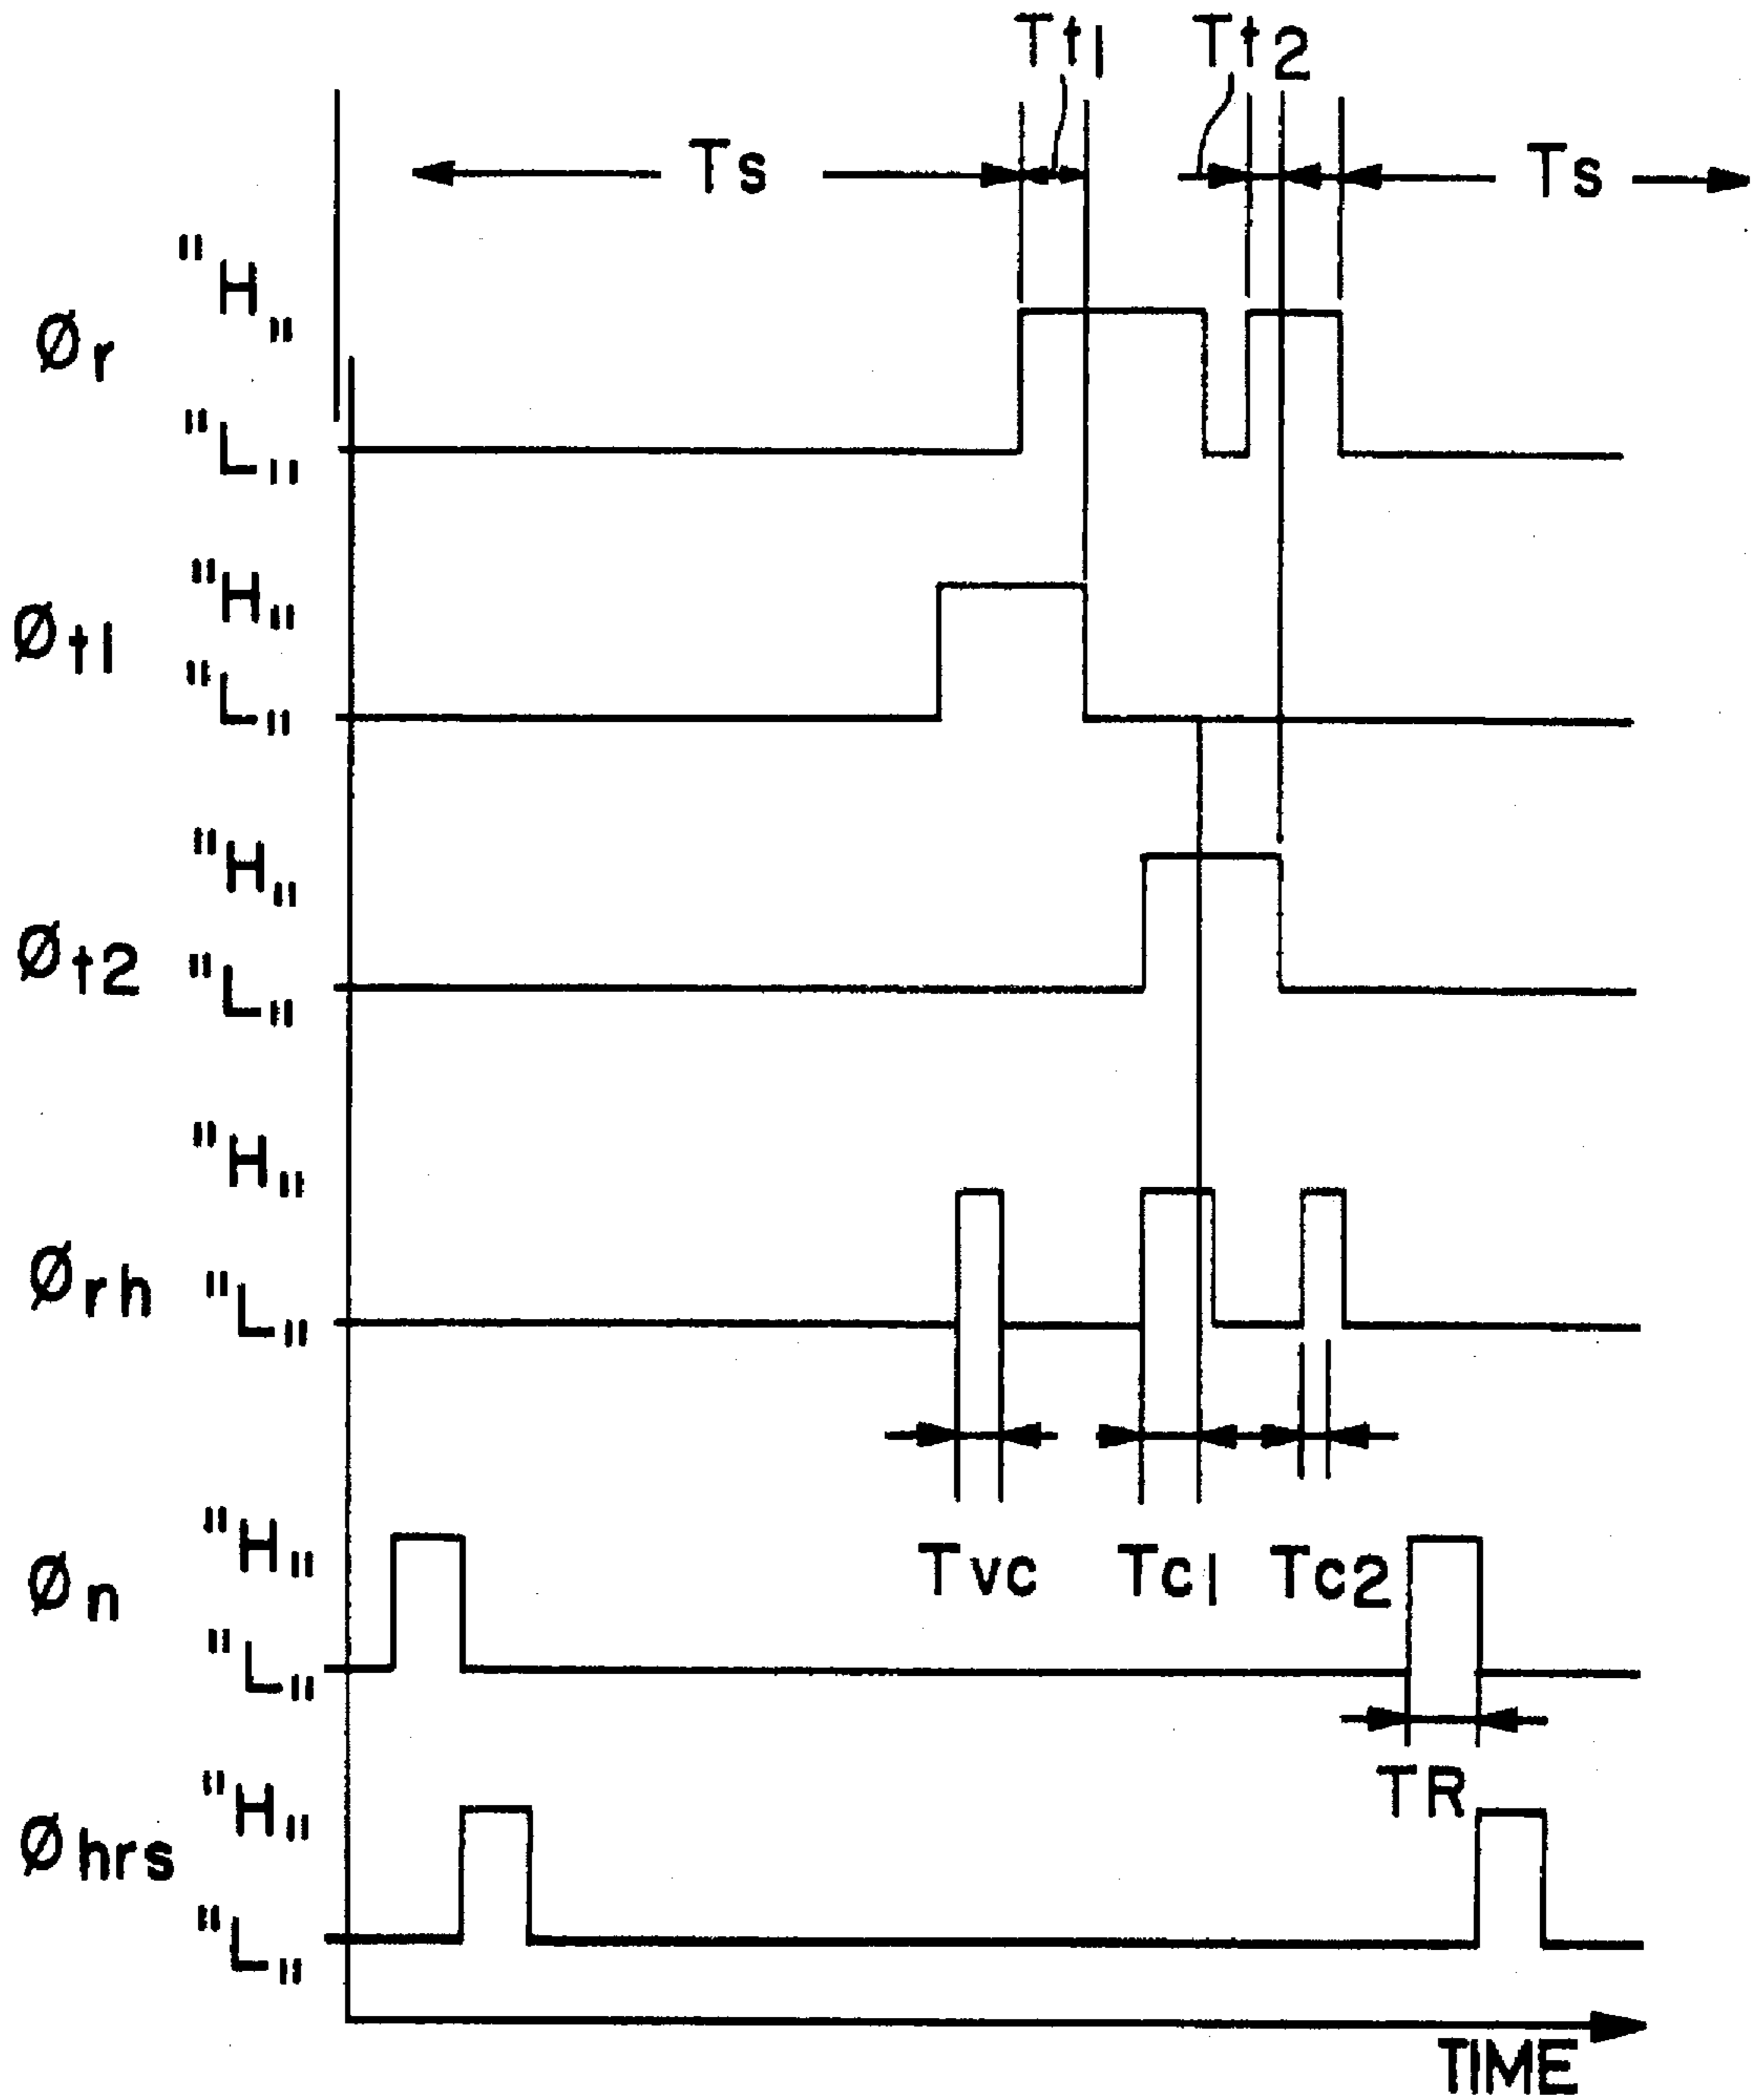 Tt1 Tt2
Ts Ts
Ør "H" "L"
Øt1 "H" "L"
Øt2 "H" "L"
Ørh "H" "L"
Tvc Tc1 Tc2
Øn "H" "L"
TR
Øhrs "H" "L"
TIME